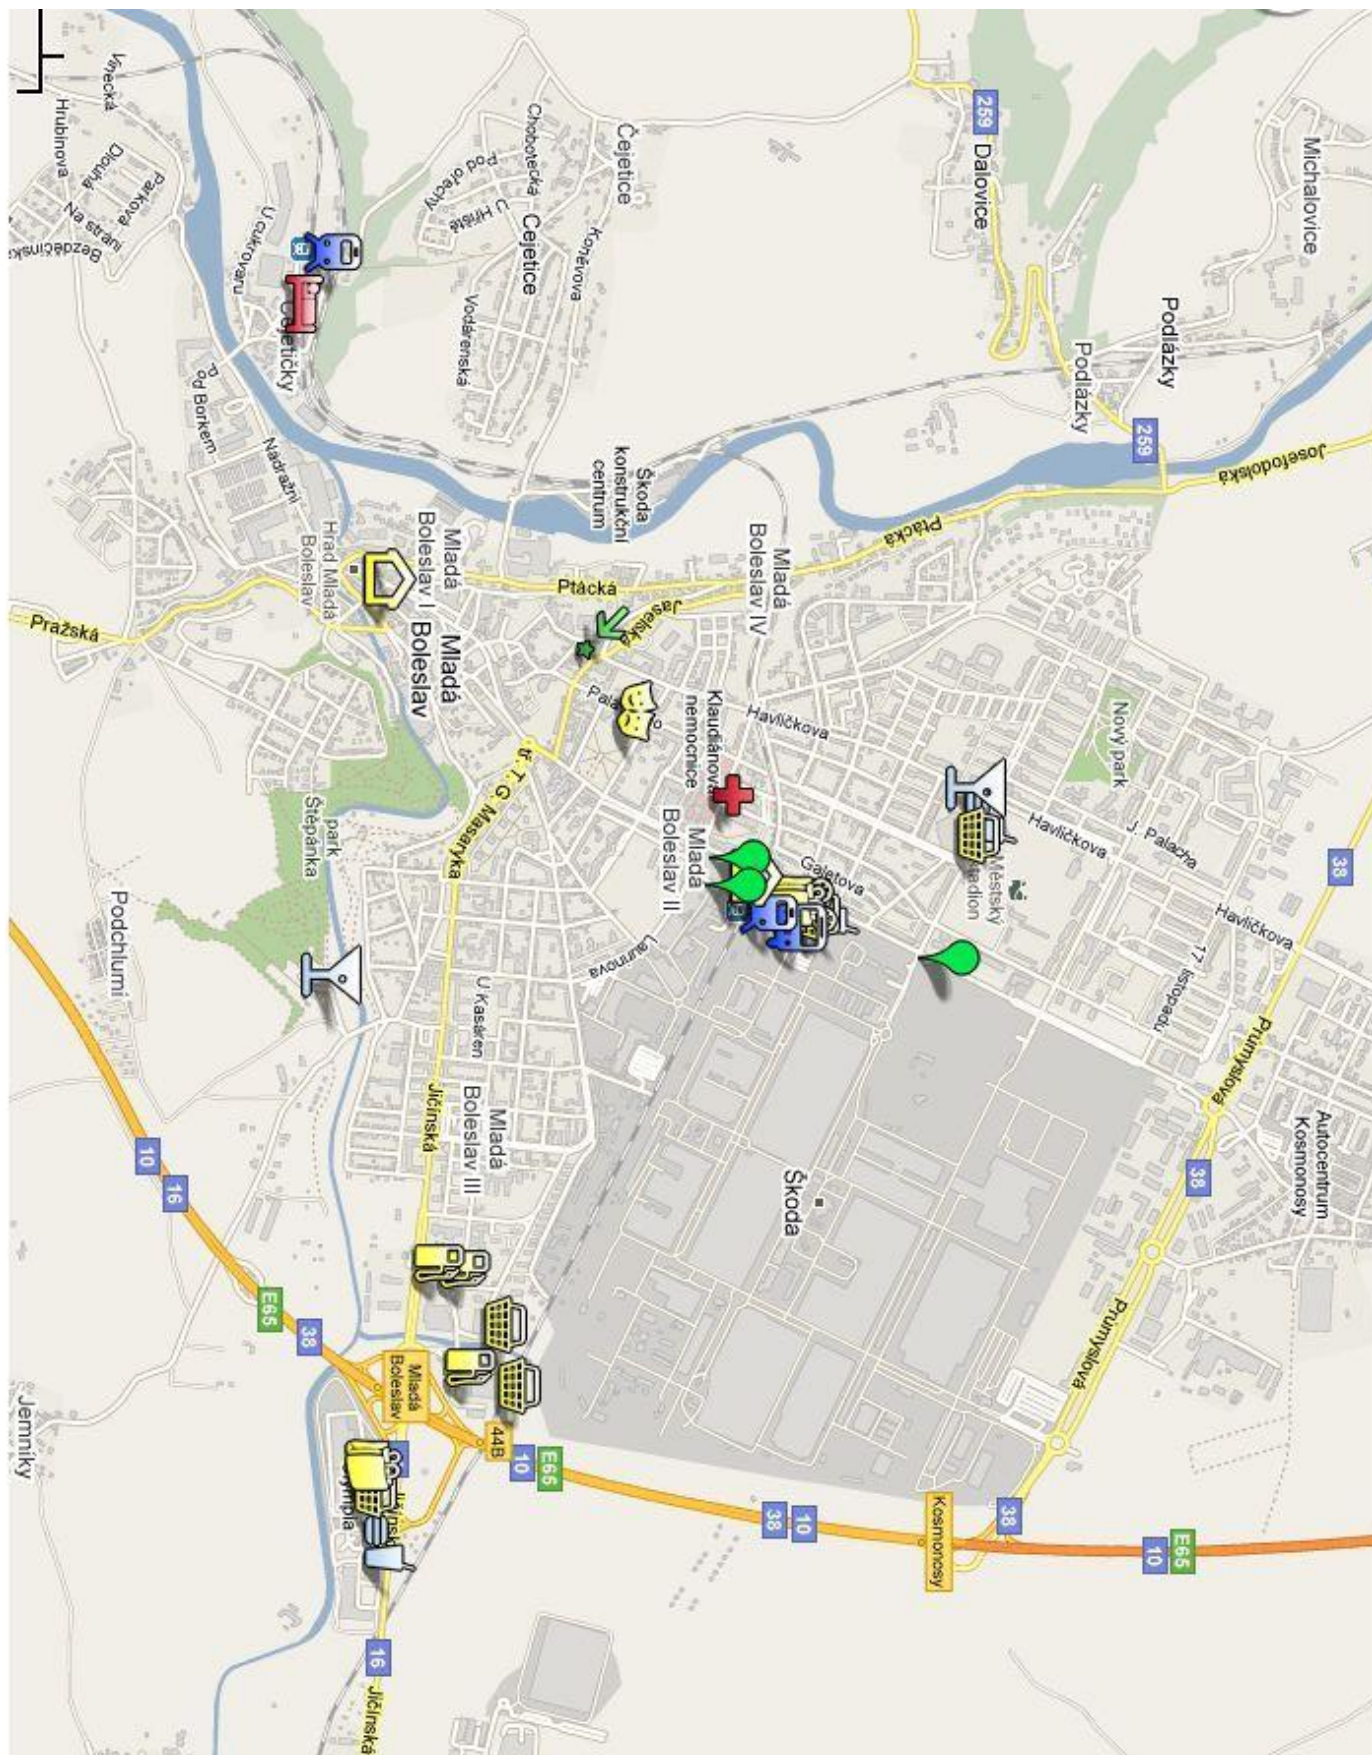 Michalovice
Josefodolská
38
Havlíčkova
Prumyslová
Autocentrum
Kosmonosy
38
17. listopadu
J. Palacha
Nový park
Podlázky
259
Podlázky
Prumyslová
E65
10
Havlíčkova
Městský
259
Dalovice
38
Kosmonosy
Ptácká
Galetova
Havlíčkova
Škoda
10
38
Mladá
Boleslav IV
Klaudiánova
nemocnice
Mladá
Boleslav II
Jaselská
Škoda
konstrukční
centrum
Čejetice
Kortévova
Ptácká
Laurinova
E65
10
44B
Čejetice
Chobotecká
Pod ořechy
U Hřiště
Vodárenská
tř. T. G. Masaryka
U Kasáren
Mladá
Boleslav III
Mladá
Boleslav I
Mladá
Boleslav
Jičínská
Mladá
Boleslav
16
Jičínská
Hrad Mladá
Boleslav
park
Štěpánka
38
E65
Čejetičky
Nádražní
Pod Borkem
U cukrovaru
Pražská
16
10
Podchlumí
Vinecká
Hrubínova
Dlouhá
Parková
Na stráni
Bezděčínská
Jemníky